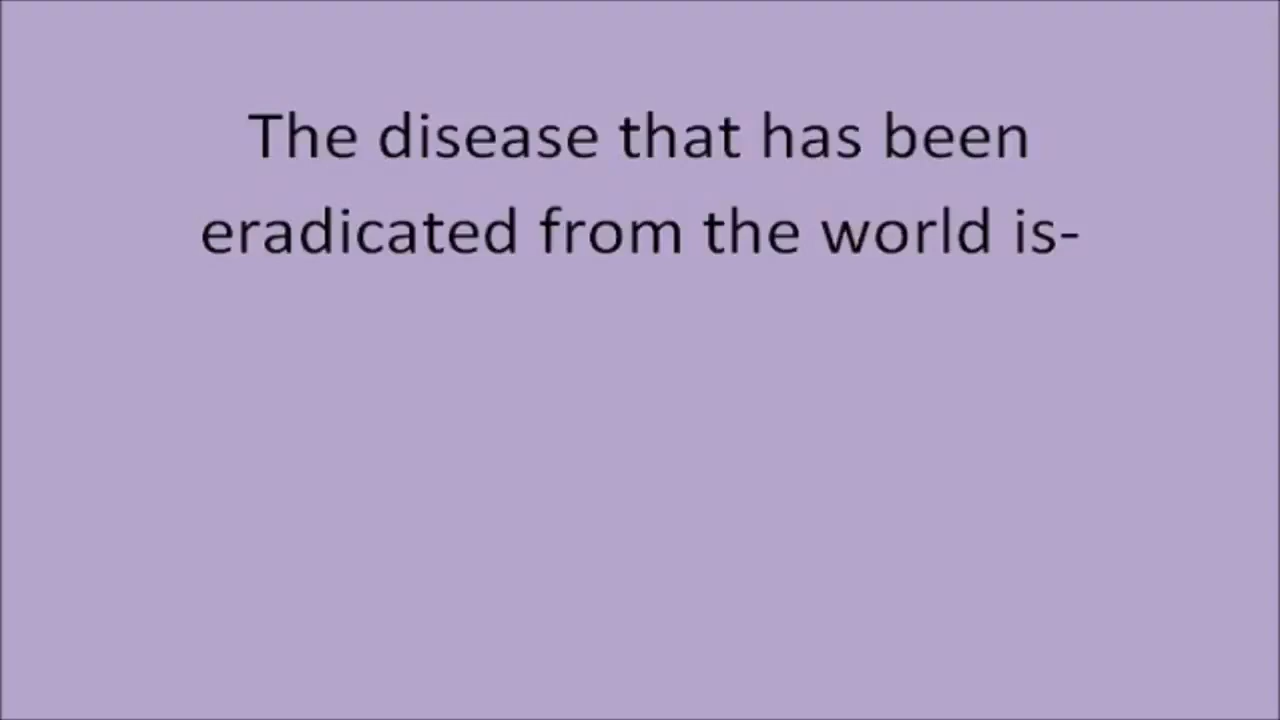 The disease that has been
eradicated from the world is-